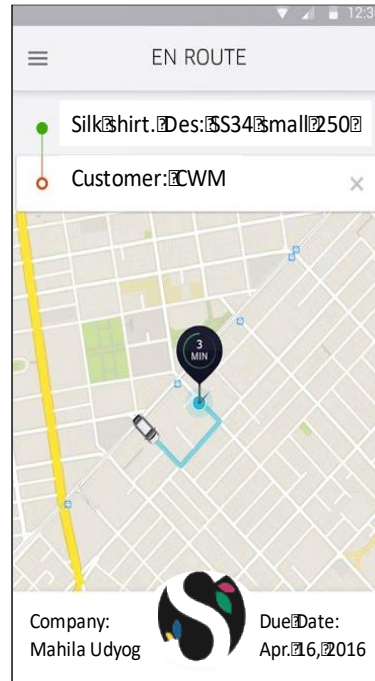 12:3
EN ROUTE
Silk shirt. Des: SS34 small 250
Customer: CWM
×
3
MIN
Company:
Mahila Udyog
Due Date:
Apr. 16, 2016